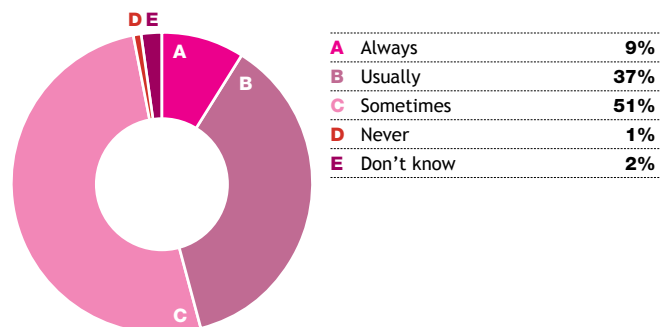 D E
A
B
C
A Always 9%
B Usually 37%
C Sometimes 51%
D Never 1%
E Don't know 2%